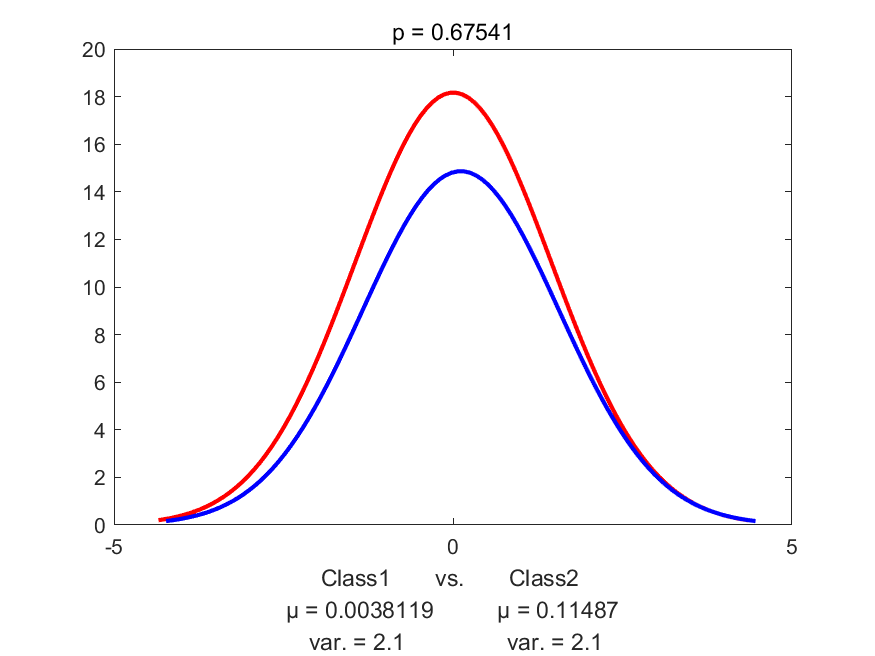 p = 0.67541
20
18
16
14
12
10
8
6
4
2
0
-5 0 5
Class1 vs. Class2
μ = 0.0038119 μ = 0.11487
var. = 2.1 var. = 2.1